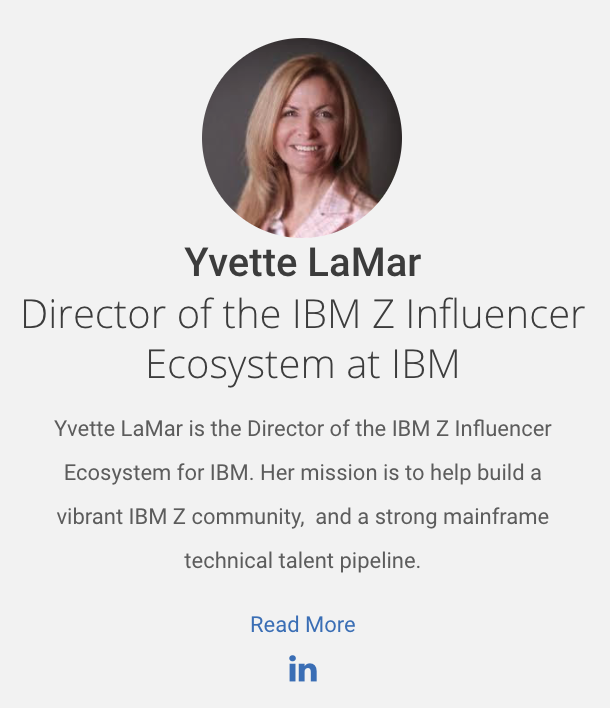 Yvette LaMar
Director of the IBM Z Influencer
Ecosystem at IBM
Yvette LaMar is the Director of the IBM Z Influencer
Ecosystem for IBM. Her mission is to help build a
vibrant IBM Z community,  and a strong mainframe
technical talent pipeline.
Read More
in